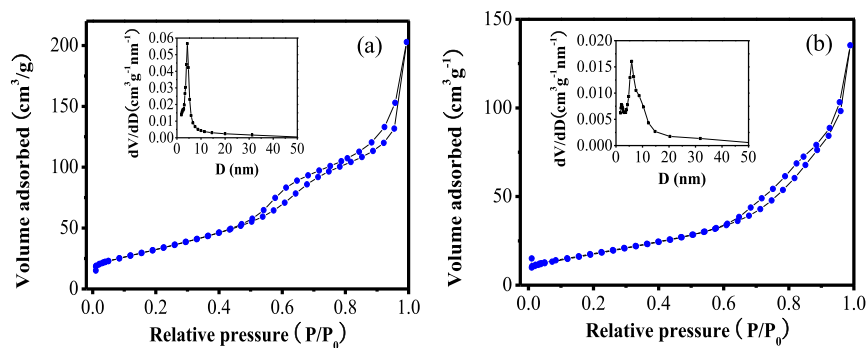 (a)
Volume adsorbed (cm³/g)
200
150
100
50
0
0.0 0.2 0.4 0.6 0.8 1.0
Relative pressure ( P/P₀ )
dV/dD(cm³g⁻¹nm⁻¹)
0.06
0.05
0.04
0.03
0.02
0.01
0.00
0 10 20 30 40 50
D (nm)
(b)
Volume adsorbed (cm³g⁻¹)
150
100
50
0
0.0 0.2 0.4 0.6 0.8 1.0
Relative pressure ( P/P₀ )
dV/dD(cm³g⁻¹nm⁻¹)
0.020
0.015
0.010
0.005
0.000
0 10 20 30 40 50
D (nm)